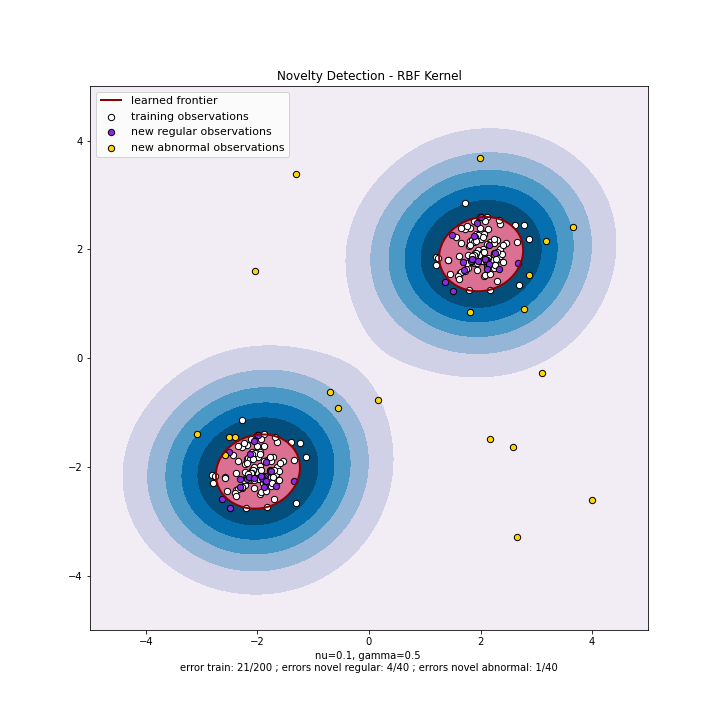 Novelty Detection - RBF Kernel
learned frontier
training observations
new regular observations
new abnormal observations
4
2
0
−2
−4
−4
−2
0
2
4
nu=0.1, gamma=0.5
error train: 21/200 ; errors novel regular: 4/40 ; errors novel abnormal: 1/40